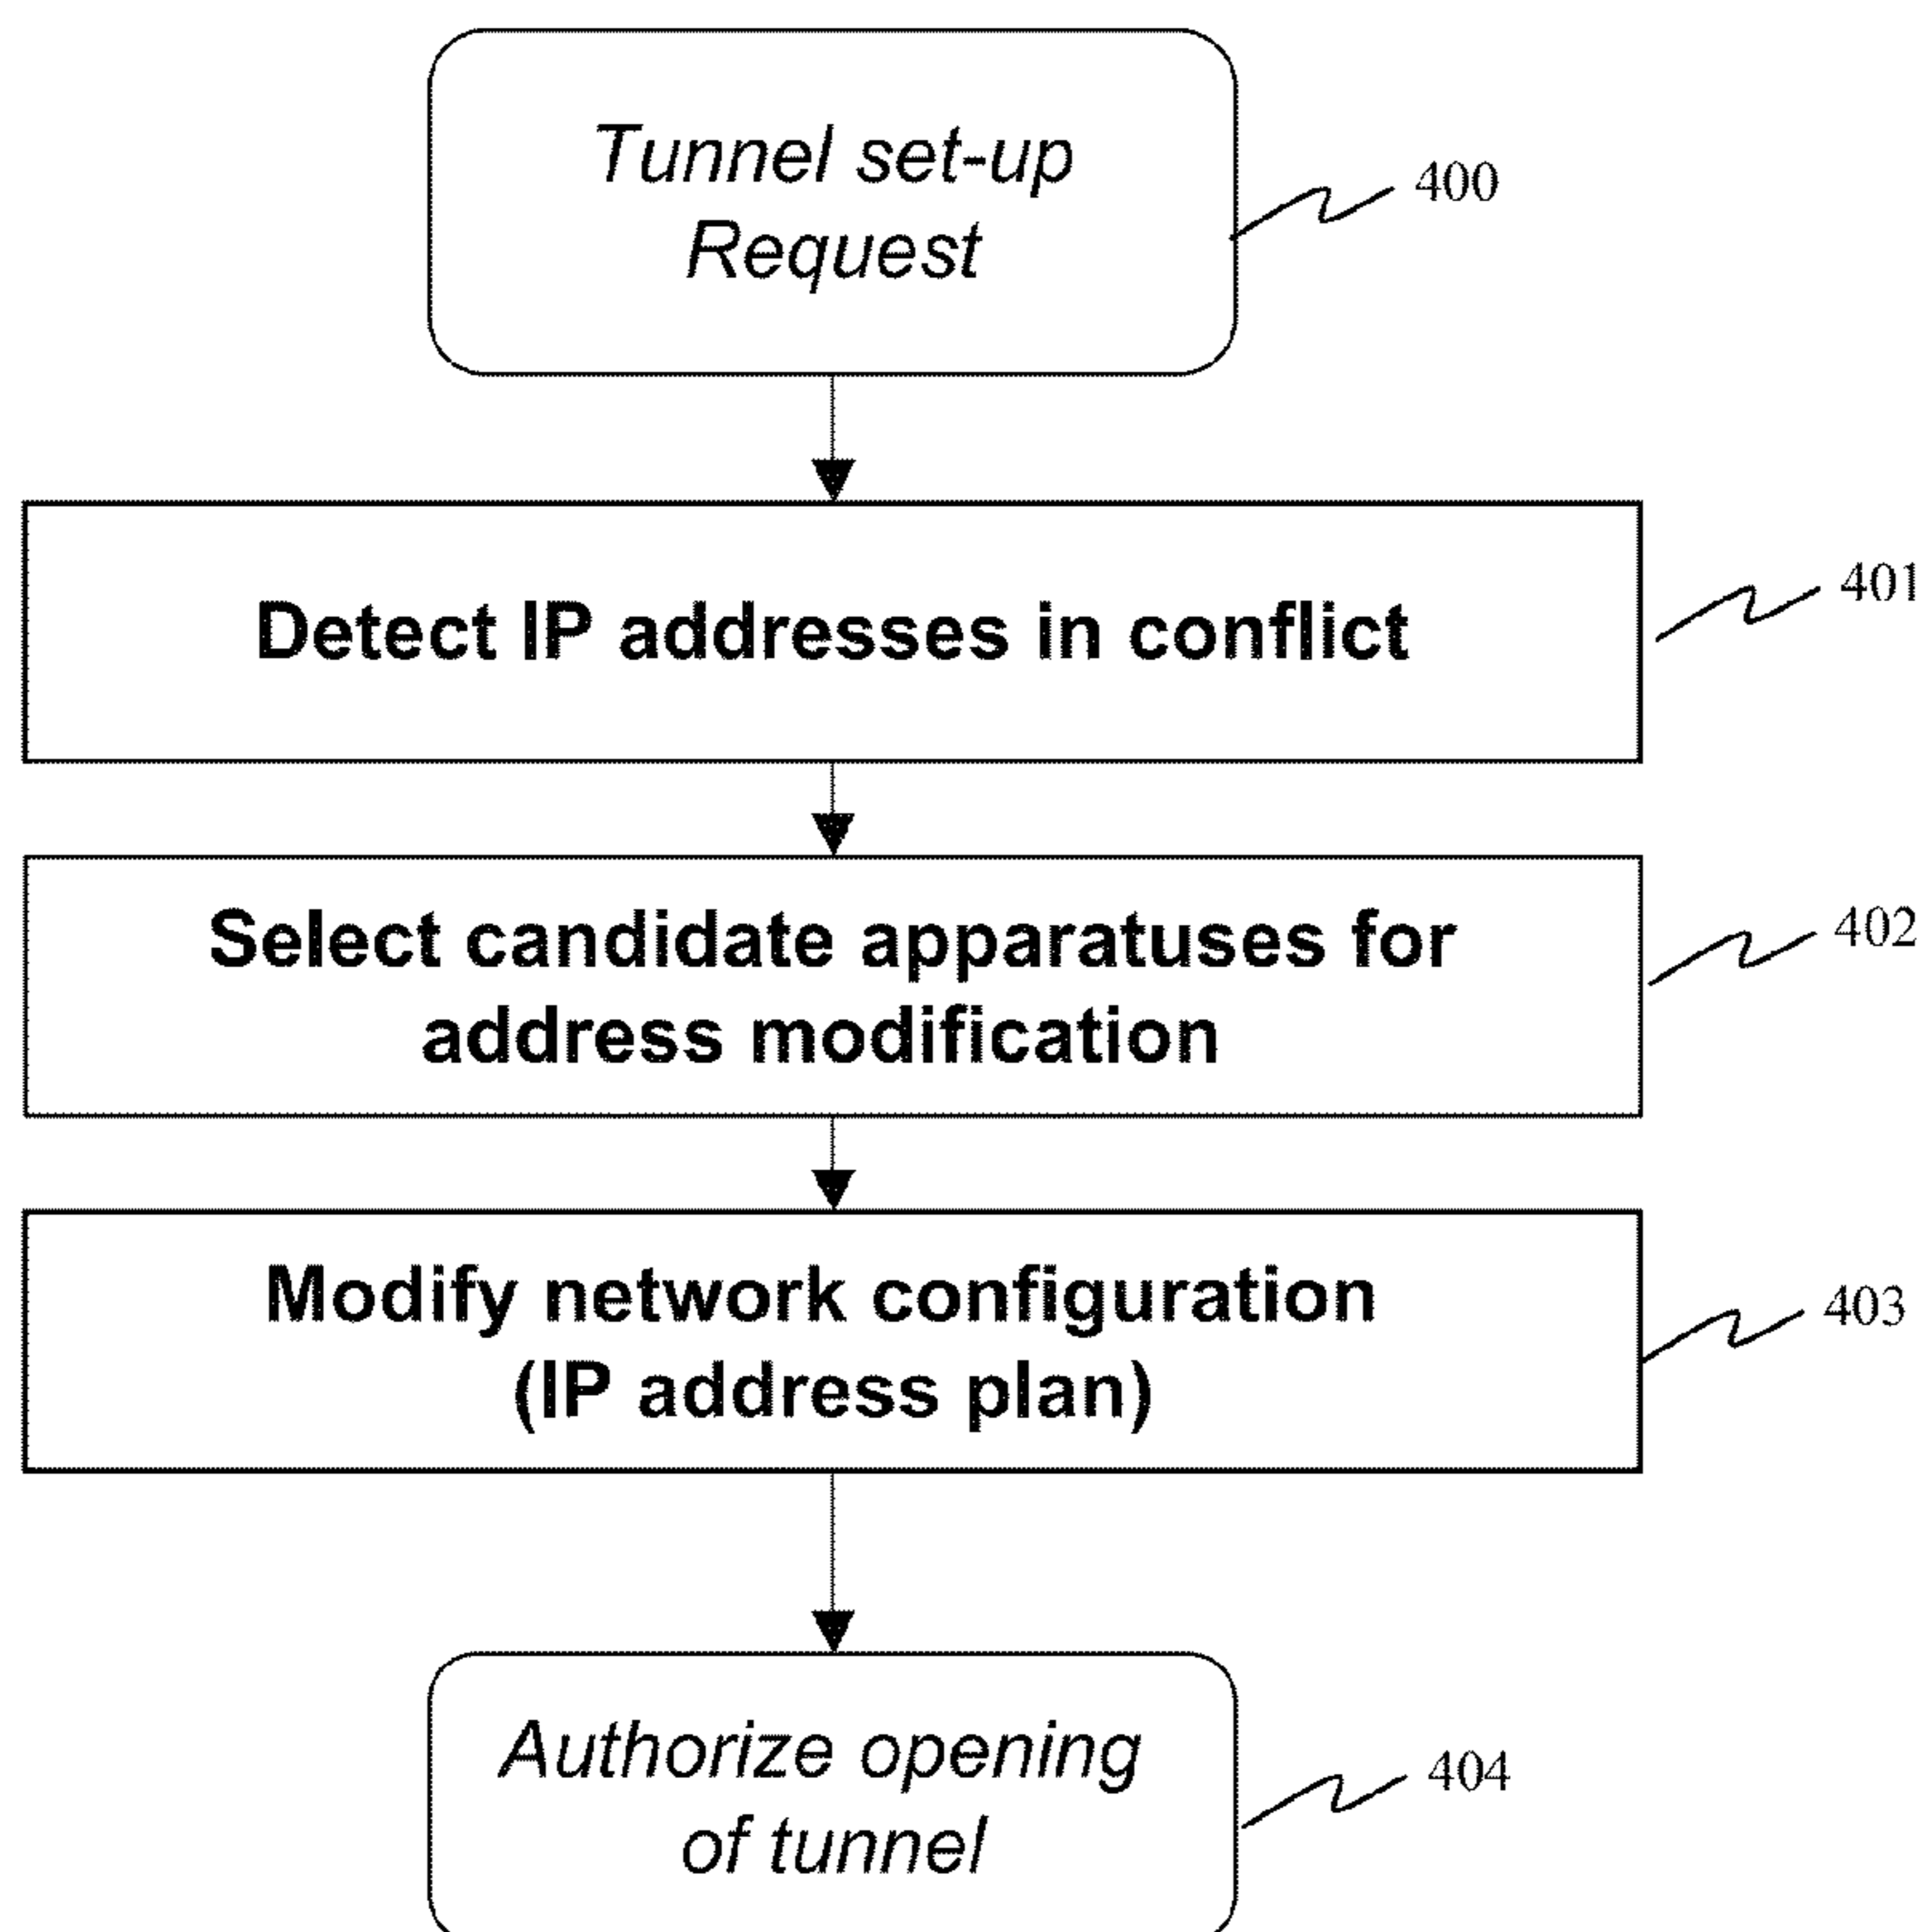 Tunnel set-up
Request
400
Detect IP addresses in conflict
401
Select candidate apparatuses for
address modification
402
Modify network configuration
(IP address plan)
403
Authorize opening
of tunnel
404